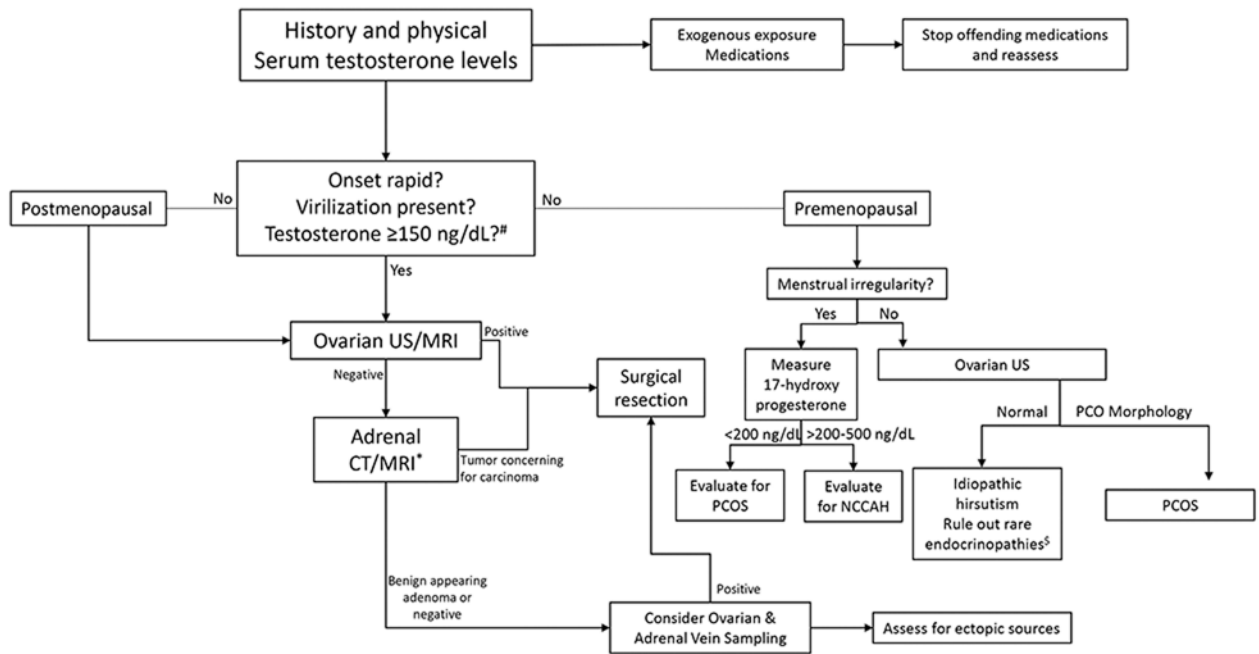 History and physical
Serum testosterone levels
Exogenous exposure
Medications
Stop offending medications
and reassess
Onset rapid?
Virilization present?
Testosterone ≥150 ng/dL?#
No
No
Postmenopausal
Premenopausal
Yes
Menstrual irregularity?
Yes
No
Ovarian US/MRI
Positive
Negative
Surgical
resection
Measure
17-hydroxy
progesterone
Ovarian US
Normal
PCO Morphology
<200 ng/dL
>200-500 ng/dL
Adrenal
CT/MRI*
Tumor concerning
for carcinoma
Evaluate for
PCOS
Evaluate
for NCCAH
Idiopathic
hirsutism
Rule out rare
endocrinopathies$
PCOS
Benign appearing
adenoma or
negative
Positive
Consider Ovarian &
Adrenal Vein Sampling
Assess for ectopic sources